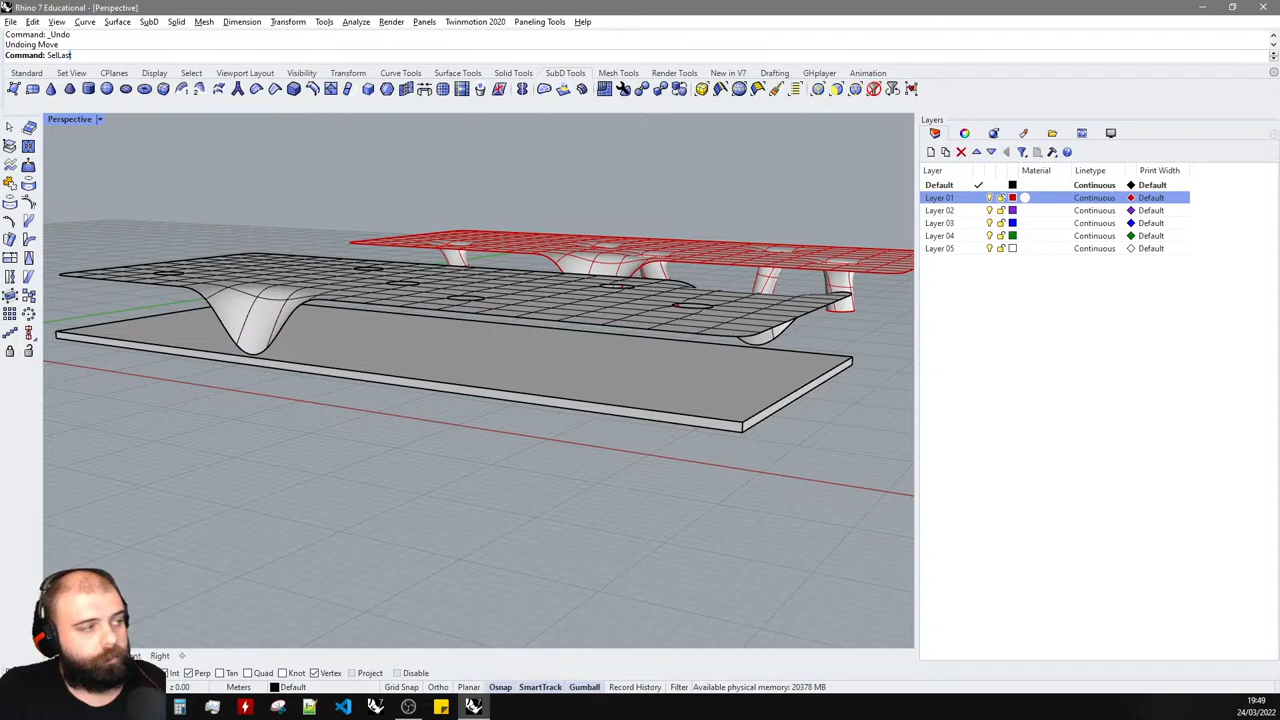 Rhino 7 Educational - [Perspective]
File Edit View Curve Surface SubD Solid Mesh Dimension Transform Tools Analyze Render Panels Twinmotion 2020 Paneling Tools Help
Command: _Undo
Undoing Move
Command: SelLast
Standard Set View CPlanes Display Select Viewport Layout Visibility Transform Curve Tools Surface Tools Solid Tools SubD Tools Mesh Tools Render Tools New in V7 Drafting GHplayer Animation
Perspective
Layers
Layer Material Linetype Print Width
Default Continuous Default
Layer 01 Continuous Default
Layer 02 Continuous Default
Layer 03 Continuous Default
Layer 04 Continuous Default
Layer 05 Continuous Default
Right
Int Perp Tan Quad Knot Vertex Project Disable
z 0.00 Meters Default Grid Snap Ortho Planar Osnap SmartTrack Gumball Record History Filter Available physical memory: 20378 MB
19:49
24/03/2022